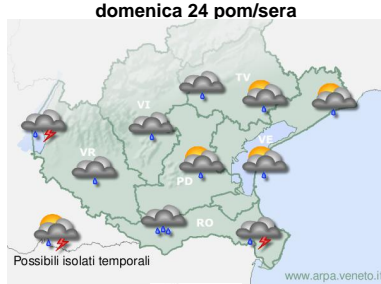 domenica 24 pom/sera
TV
VI
VE
VR
PD
RO
Possibili isolati temporali
www.arpa.veneto.it